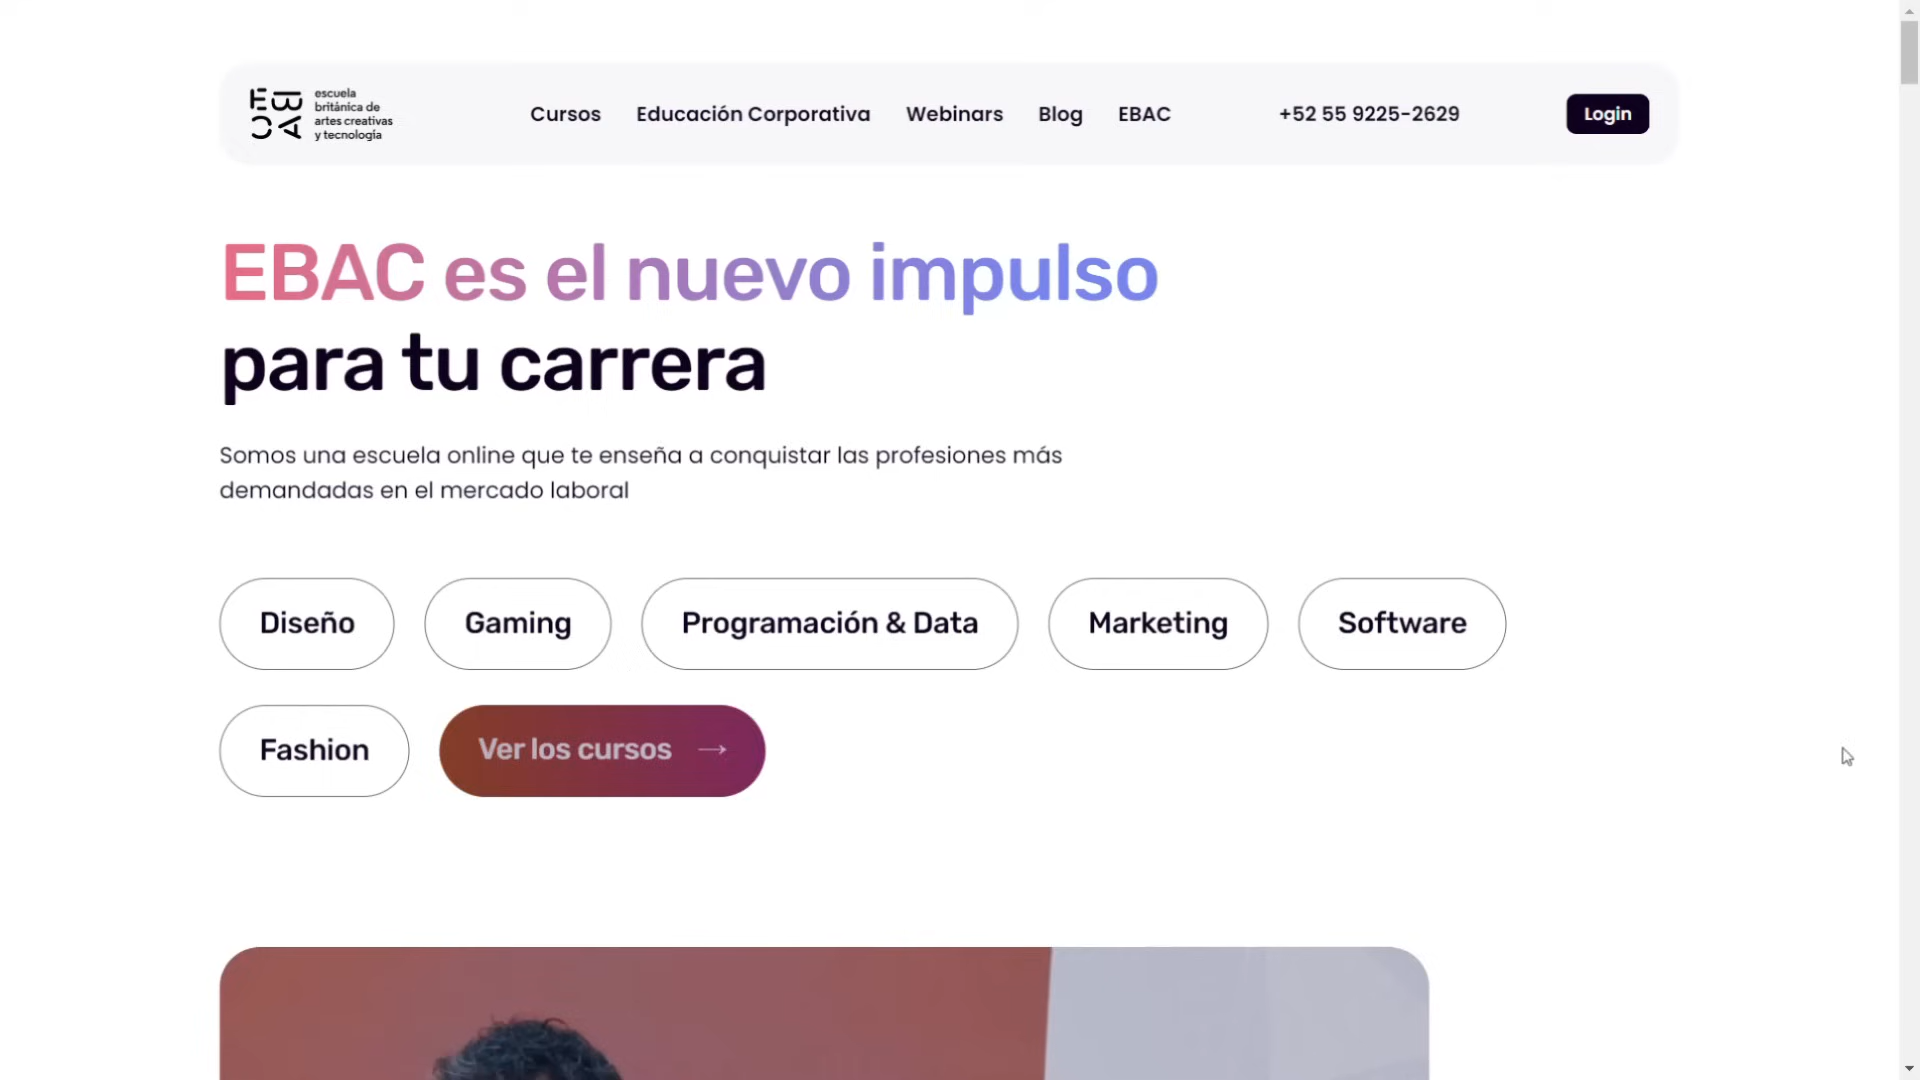 EBAC
escuela
británica de
artes creativas
y tecnología
Cursos
Educación Corporativa
Webinars
Blog
EBAC
+52 55 9225-2629
Login
EBAC es el nuevo impulso
para tu carrera
Somos una escuela online que te enseña a conquistar las profesiones más
demandadas en el mercado laboral
Diseño
Gaming
Programación & Data
Marketing
Software
Fashion
Ver los cursos →